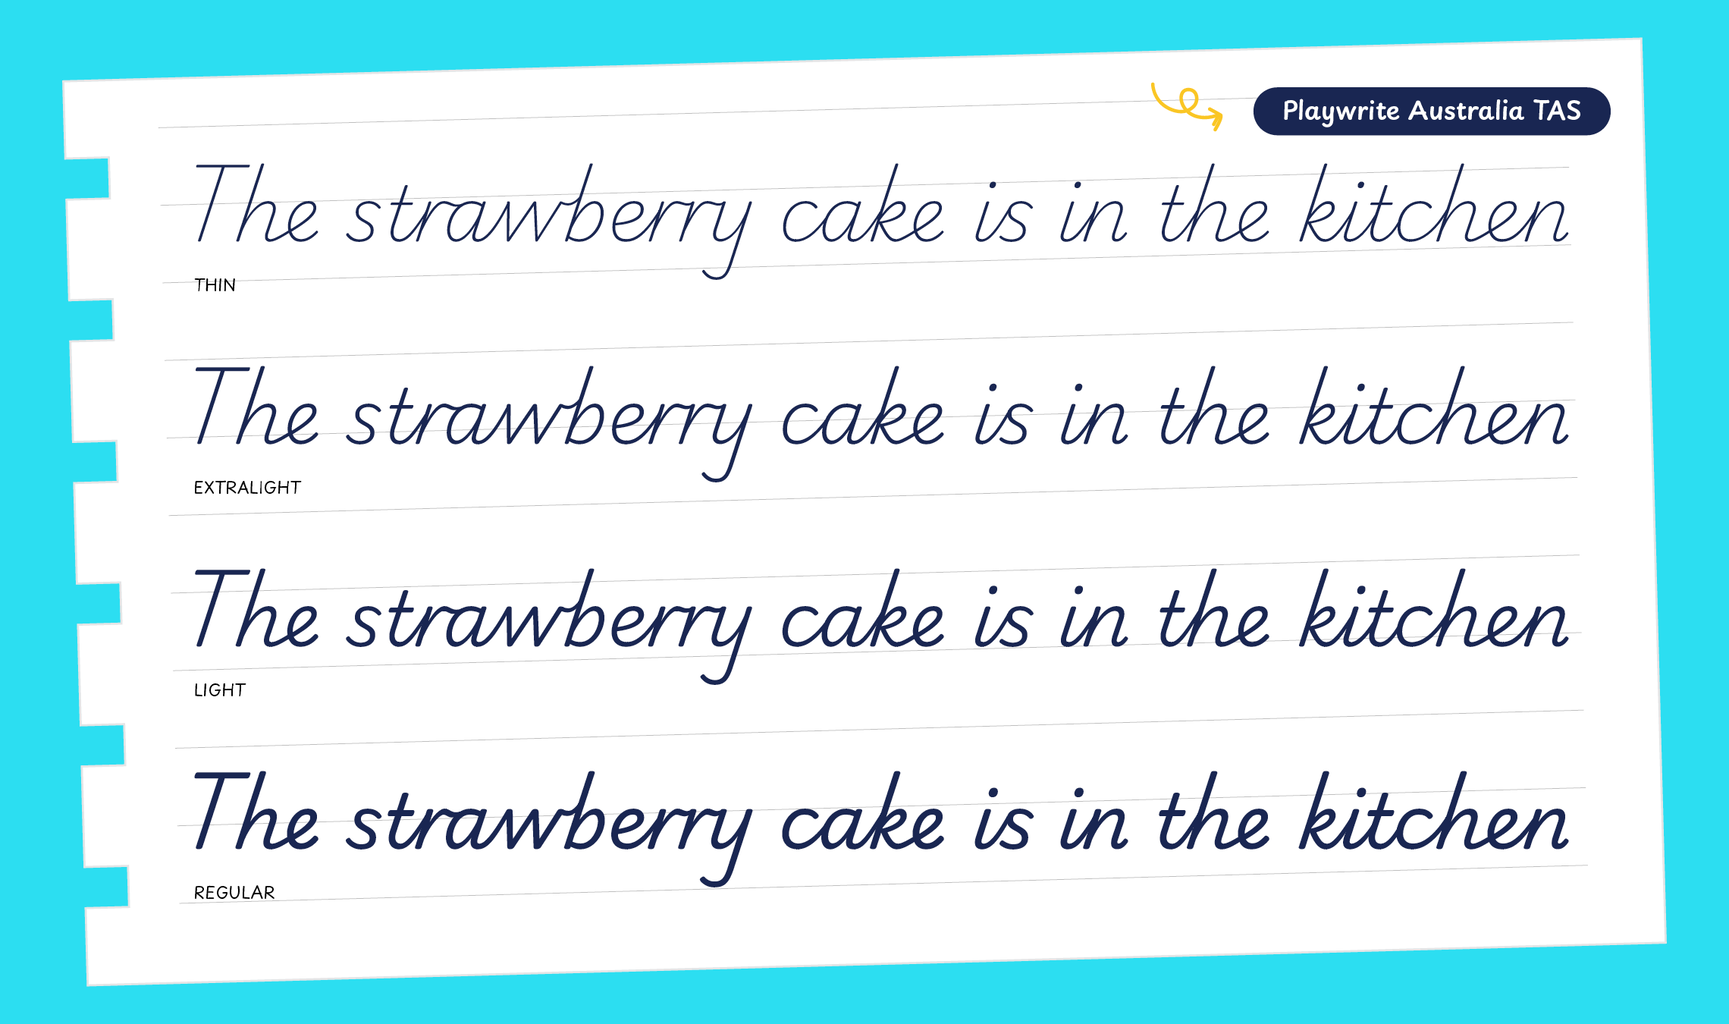 Playwrite Australia TAS
The strawberry cake is in the kitchen
THIN
The strawberry cake is in the kitchen
EXTRALIGHT
The strawberry cake is in the kitchen
LIGHT
The strawberry cake is in the kitchen
REGULAR